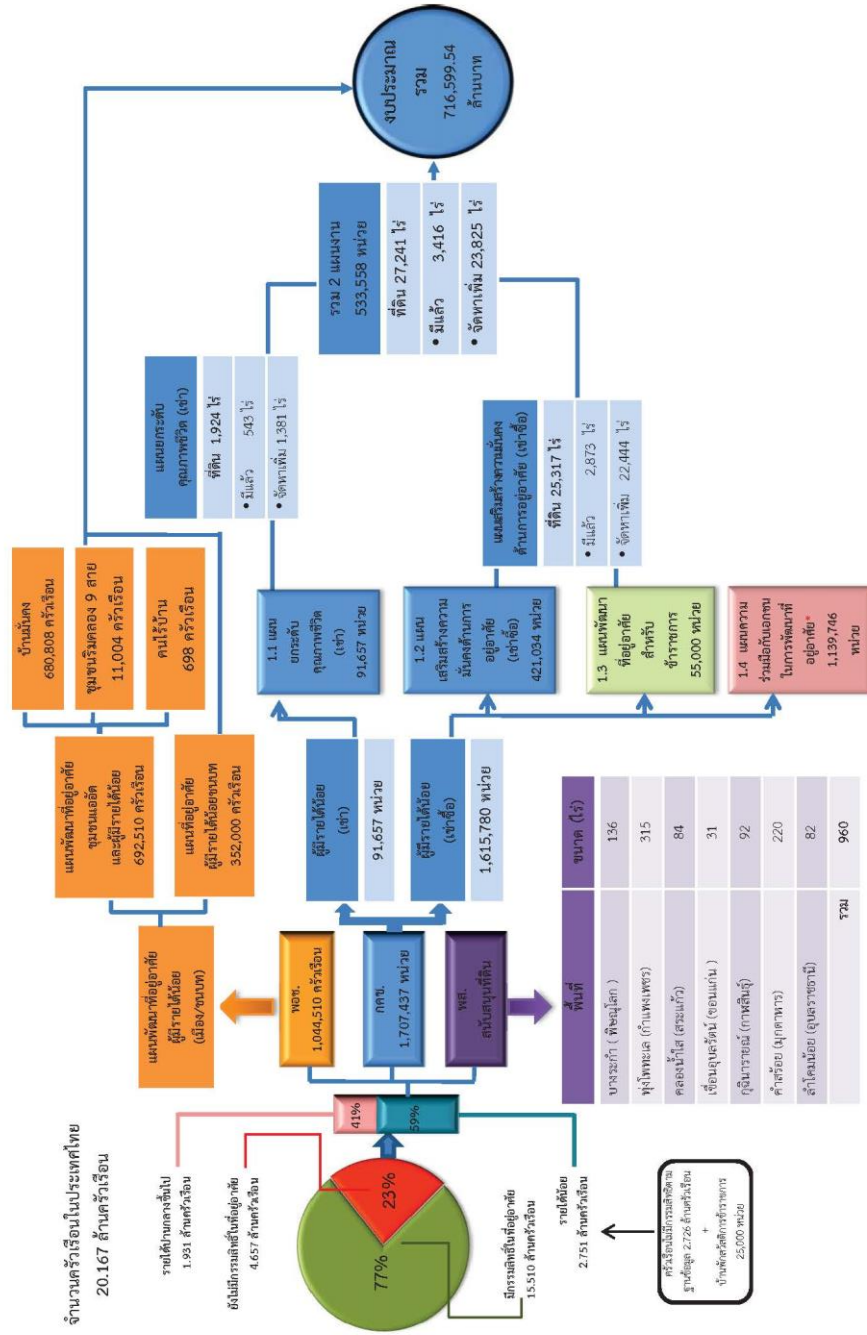 จำนวนครัวเรือนในประเทศไทย
20.167 ล้านครัวเรือน
รายได้ปานกลางขึ้นไป
1.931 ล้านครัวเรือน
ยังไม่มีกรรมสิทธิ์ในที่อยู่อาศัย
4.657 ล้านครัวเรือน
77%
23%
41%
59%
มีกรรมสิทธิ์ในที่อยู่อาศัย
15.510 ล้านครัวเรือน
รายได้น้อย
2.751 ล้านครัวเรือน
ครัวเรือนไม่มีกรรมสิทธิ์ตาม
ฐานข้อมูล 2.726 ล้านครัวเรือน
+
บ้านพักสวัสดิการข้าราชการ
25,000 หน่วย
แผนพัฒนาที่อยู่อาศัย
ผู้มีรายได้น้อย
(เมือง/ชนบท)
พอช.
1,044,510 ครัวเรือน
กคช.
1,707,437 หน่วย
พส.
สนับสนุนที่ดิน
แผนพัฒนาที่อยู่อาศัย
ชุมชนแออัด
และผู้มีรายได้น้อย
692,510 ครัวเรือน
แผนที่อยู่อาศัย
ผู้มีรายได้น้อยชนบท
352,000 ครัวเรือน
บ้านมั่นคง
680,808 ครัวเรือน
ชุมชนริมคลอง 9 สาย
11,004 ครัวเรือน
คนไร้บ้าน
698 ครัวเรือน
ผู้มีรายได้น้อย
(เช่า)
91,657 หน่วย
ผู้มีรายได้น้อย
(เช่าซื้อ)
1,615,780 หน่วย
1.1 แผน
ยกระดับ
คุณภาพชีวิต
(เช่า)
91,657 หน่วย
1.2 แผน
เสริมสร้างความ
มั่นคงด้านการ
อยู่อาศัย
(เช่าซื้อ)
421,034 หน่วย
1.3 แผนพัฒนา
ที่อยู่อาศัย
สำหรับ
ข้าราชการ
55,000 หน่วย
1.4 แผนความ
ร่วมมือกับเอกชน
ในการพัฒนาที่
อยู่อาศัย*
1,139,746
หน่วย
แผนยกระดับ
คุณภาพชีวิต (เช่า)
ที่ดิน 1,924 ไร่
• มีแล้ว 543 ไร่
• จัดหาเพิ่ม 1,381 ไร่
แผนเสริมสร้างความมั่นคง
ด้านการอยู่อาศัย (เช่าซื้อ)
ที่ดิน 25,317 ไร่
• มีแล้ว 2,873 ไร่
• จัดหาเพิ่ม 22,444 ไร่
รวม 2 แผนงาน
533,558 หน่วย
ที่ดิน 27,241 ไร่
• มีแล้ว 3,416 ไร่
• จัดหาเพิ่ม 23,825 ไร่
งบประมาณ
รวม
716,599.54
ล้านบาท
พื้นที่ ขนาด (ไร่)
บางระกำ ( พิษณุโลก ) 136
ทุ่งโพทะเล (กำแพงเพชร) 315
คลองน้ำใส (สระแก้ว) 84
เขื่อนอุบลรัตน์ (ขอนแก่น ) 31
กุฉินารายณ์ (กาฬสินธุ์) 92
คำสร้อย (มุกดาหาร) 220
ลำโดมน้อย (อุบลราชธานี) 82
รวม 960